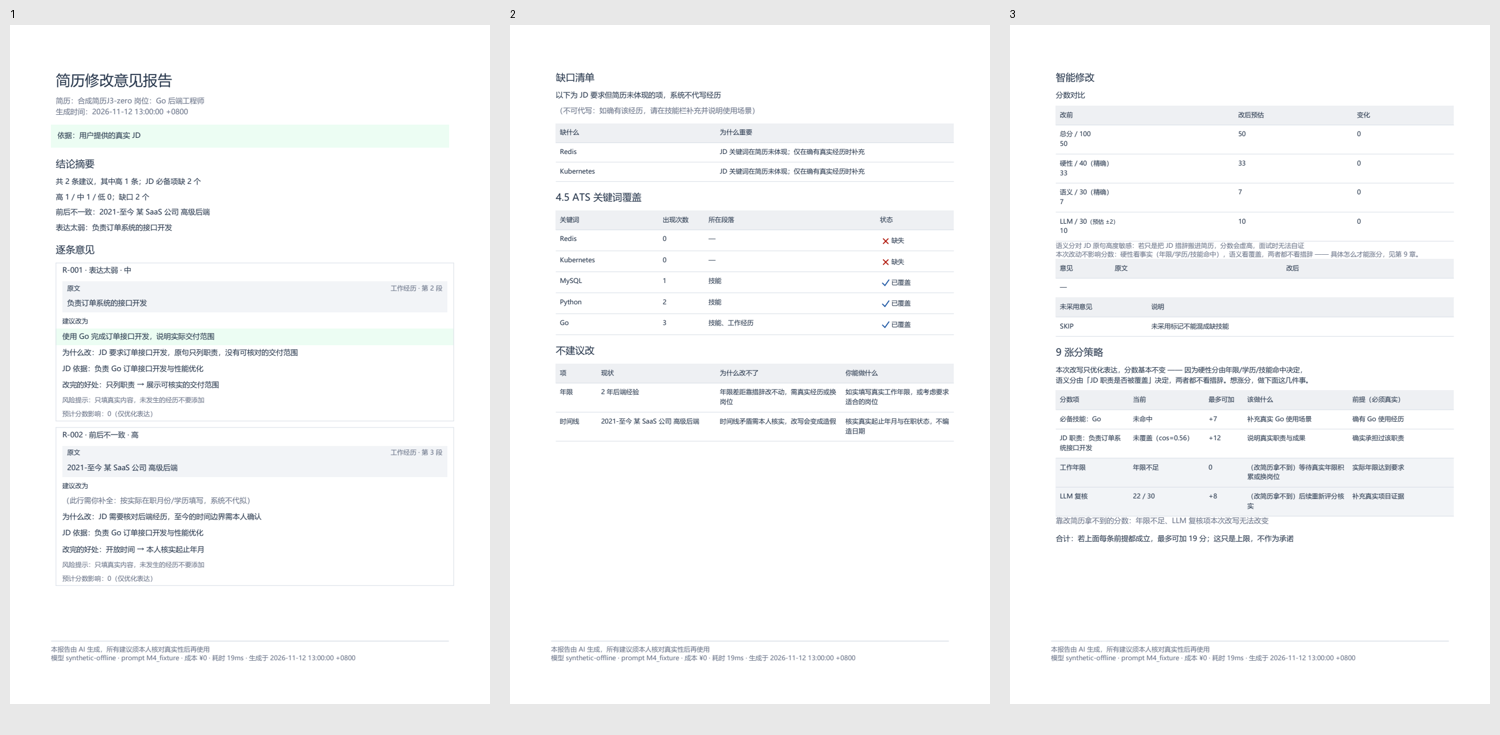 1
简历修改意见报告
简历：合成简历J3-zero 岗位：Go 后端工程师
生成时间：2026-11-12 13:00:00 +0800
依据：用户提供的真实 JD
结论摘要
共 2 条建议，其中高 1 条；JD 必备项缺 2 个
高 1 / 中 1 / 低 0；缺口 2 个
前后不一致：2021-至今 某 SaaS 公司 高级后端
表达太弱：负责订单系统的接口开发
逐条意见
R-001 · 表达太弱 · 中
原文 工作经历 · 第 2 段
负责订单系统的接口开发
建议改为
使用 Go 完成订单接口开发，说明实际交付范围
为什么改：JD 要求订单接口开发，原句只列职责，没有可核对的交付范围
JD 依据：负责 Go 订单接口开发与性能优化
改完的好处：只列职责 → 展示可核实的交付范围
风险提示：只填真实内容，未发生的经历不要添加
预计分数影响：0（仅优化表达）
R-002 · 前后不一致 · 高
原文 工作经历 · 第 3 段
2021-至今 某 SaaS 公司 高级后端
建议改为
（此行需你补全：按实际在职月份/学历填写，系统不代拟）
为什么改：JD 需要核对后端经历，至今的时间边界需本人确认
JD 依据：负责 Go 订单接口开发与性能优化
改完的好处：开放时间 → 本人核实起止年月
风险提示：只填真实内容，未发生的经历不要添加
预计分数影响：0（仅优化表达）
本报告由 AI 生成，所有建议须本人核对真实性后再使用
模型 synthetic-offline · prompt M4_fixture · 成本 ¥0 · 耗时 19ms · 生成于 2026-11-12 13:00:00 +0800
2
缺口清单
以下为 JD 要求但简历未体现的项，系统不代写经历
（不可代写：如确有该经历，请在技能栏补充并说明使用场景）
缺什么 为什么重要
Redis JD 关键词在简历未体现；仅在确有真实经历时补充
Kubernetes JD 关键词在简历未体现；仅在确有真实经历时补充
4.5 ATS 关键词覆盖
关键词 出现次数 所在段落 状态
Redis 0 — ❌ 缺失
Kubernetes 0 — ❌ 缺失
MySQL 1 技能 ✓ 已覆盖
Python 2 技能 ✓ 已覆盖
Go 3 技能、工作经历 ✓ 已覆盖
不建议改
项 现状 为什么改不了 你能做什么
年限 2 年后端经验 年限差距靠措辞改不动，需真实经历或换岗位 如实填写真实工作年限，或考虑要求适合的岗位
时间线 2021-至今 某 SaaS 公司 高级后端 时间线矛盾需本人核实，改写会变成造假 核实真实起止年月与在职状态，不编造日期
本报告由 AI 生成，所有建议须本人核对真实性后再使用
模型 synthetic-offline · prompt M4_fixture · 成本 ¥0 · 耗时 19ms · 生成于 2026-11-12 13:00:00 +0800
3
智能修改
分数对比
改前 改后预估 变化
总分 / 100 50 0
50
硬性 / 40（精确） 33 0
33
语义 / 30（精确） 7 0
7
LLM / 30（预估 ±2） 10 0
10
语义分对 JD 原句高度敏感：若只是把 JD 措辞搬进简历，分数会虚高，面试时无法自证
本次改动不影响分数：硬性看事实（年限/学历/技能命中），语义看覆盖，两者都不看措辞 —— 具体怎么才能涨分，见第 9 章。
意见 原文 改后
—
未采用意见 说明
SKIP 未采用标记不能混成缺技能
9 涨分策略
本次改写只优化表达，分数基本不变 —— 因为硬性分由年限/学历/技能命中决定，
语义分由「JD 职责是否被覆盖」决定，两者都不看措辞。想涨分，做下面这几件事。
分数项 当前 最多可加 该做什么 前提（必须真实）
必备技能：Go 未命中 +7 补充真实 Go 使用场景 确有 Go 使用经历
JD 职责：负责订单系统接口开发 未覆盖（cos=0.56） +12 说明真实职责与成果 确实承担过该职责
工作年限 年限不足 0 （改简历拿不到）等待真实年限积累或换岗位 实际年限达到要求
LLM 复核 22 / 30 +8 （改简历拿不到）后续重新评分核实 补充真实项目证据
靠改简历拿不到的分数：年限不足，LLM 复核项本次改写无法改变
合计：若上面每条前提都成立，最多可加 19 分；这只是上限，不作为承诺
本报告由 AI 生成，所有建议须本人核对真实性后再使用
模型 synthetic-offline · prompt M4_fixture · 成本 ¥0 · 耗时 19ms · 生成于 2026-11-12 13:00:00 +0800